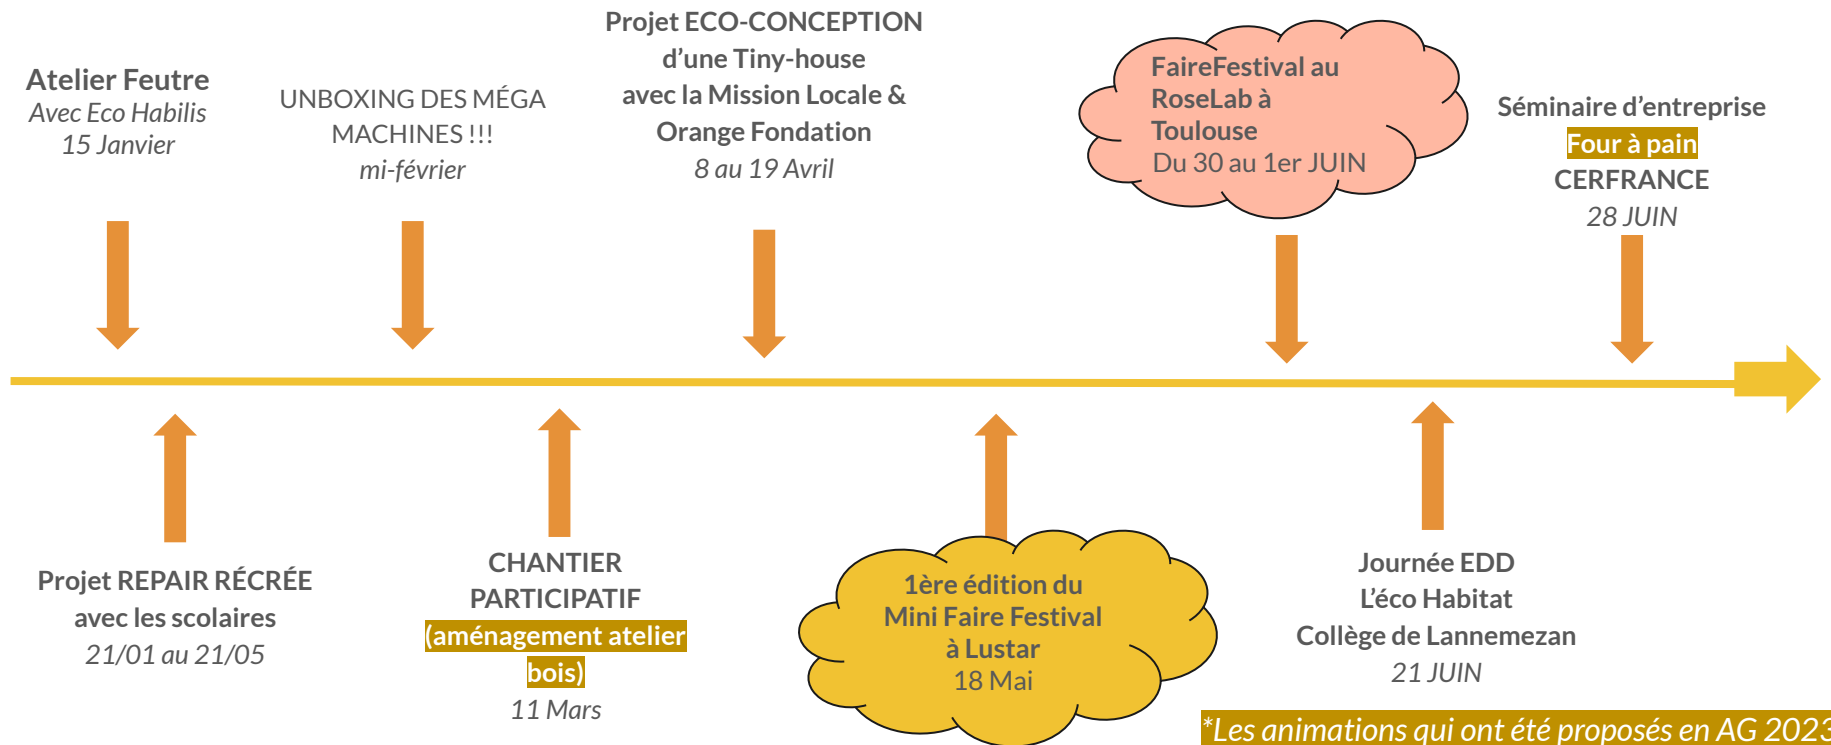 Atelier Feutre
Avec Eco Habilis
15 Janvier
UNBOXING DES MÉGA
MACHINES !!!
mi-février
Projet ECO-CONCEPTION
d’une Tiny-house
avec la Mission Locale &
Orange Fondation
8 au 19 Avril
FaireFestival au
RoseLab à
Toulouse
Du 30 au 1er JUIN
Séminaire d’entreprise
Four à pain
CERFRANCE
28 JUIN
Projet REPAIR RÉCRÉE
avec les scolaires
21/01 au 21/05
CHANTIER
PARTICIPATIF
(aménagement atelier
bois)
11 Mars
1ère édition du
Mini Faire Festival
à Lustar
18 Mai
Journée EDD
L’éco Habitat
Collège de Lannemezan
21 JUIN
*Les animations qui ont été proposés en AG 2023